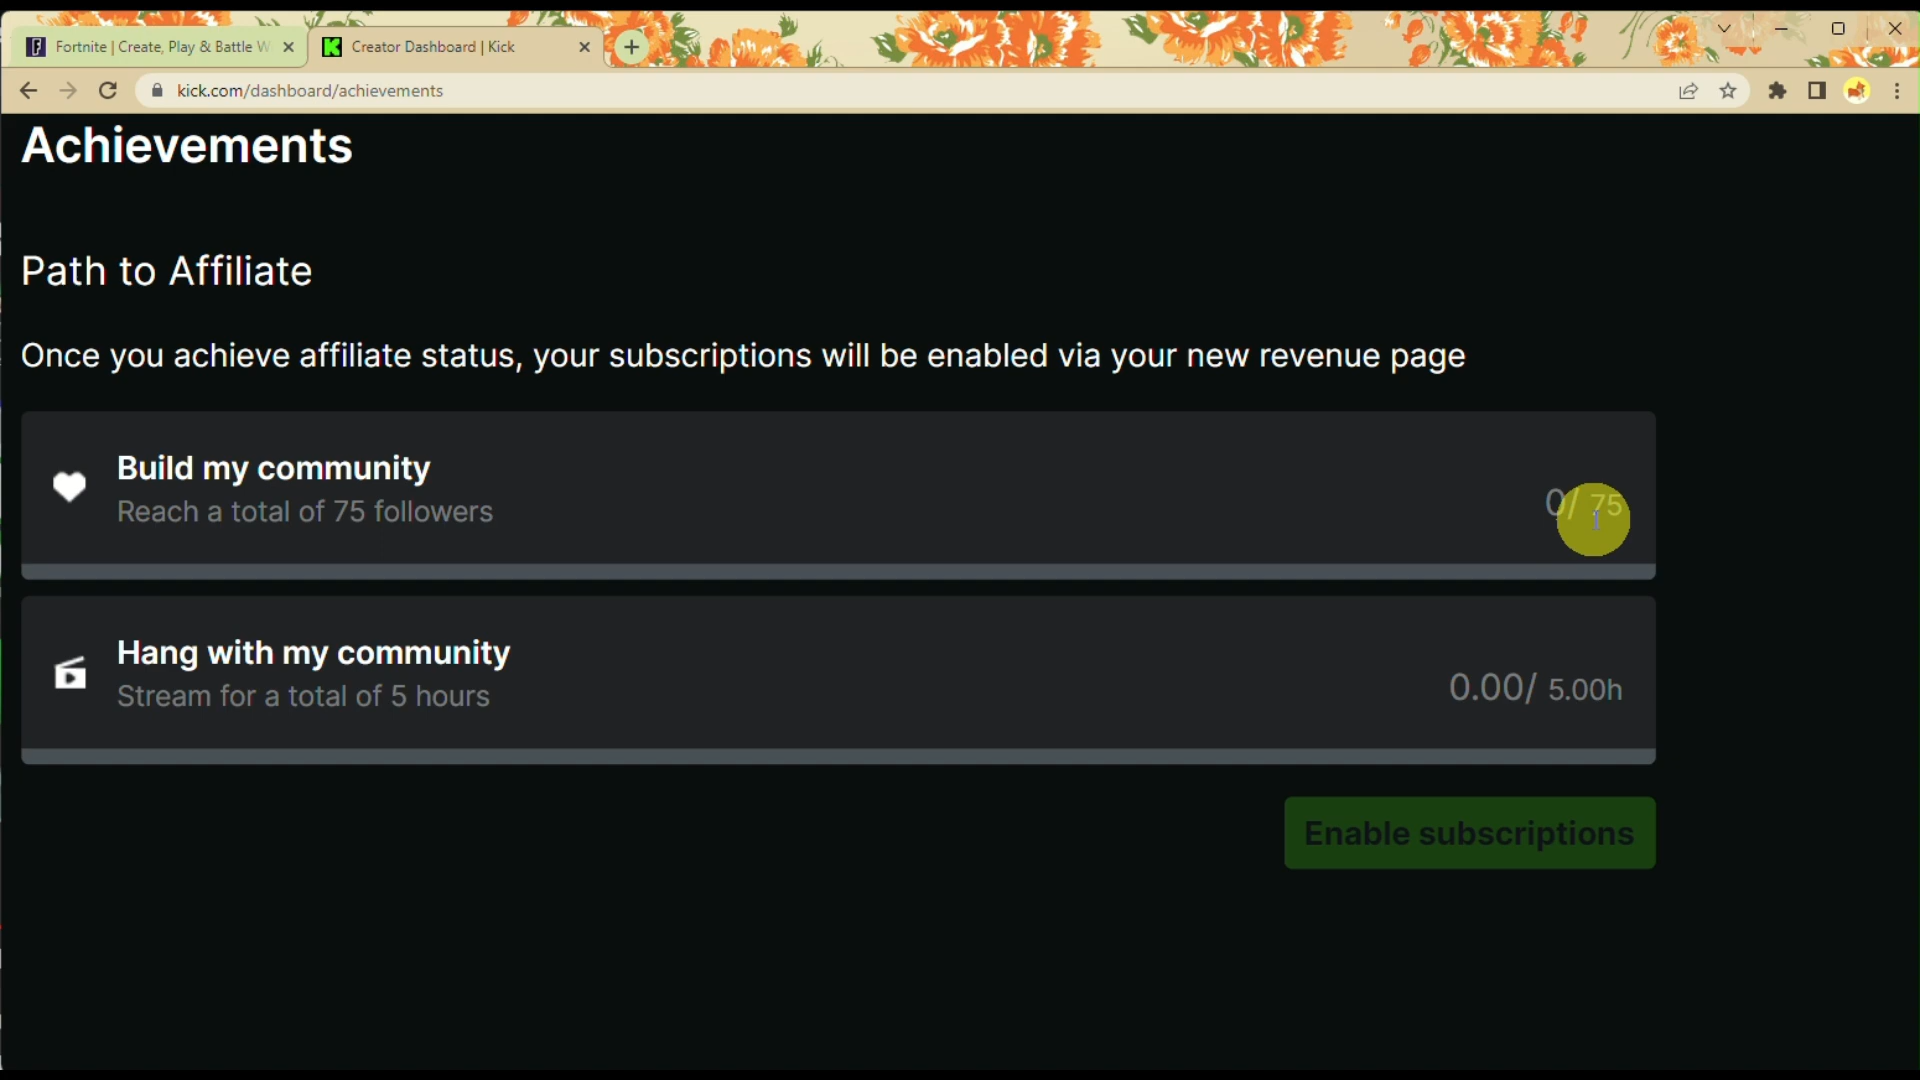 Fortnite | Create, Play & Battle W
Creator Dashboard | Kick
kick.com/dashboard/achievements
Achievements
Path to Affiliate
Once you achieve affiliate status, your subscriptions will be enabled via your new revenue page
Build my community
Reach a total of 75 followers
0/ 75
Hang with my community
Stream for a total of 5 hours
0.00/ 5.00h
Enable subscriptions